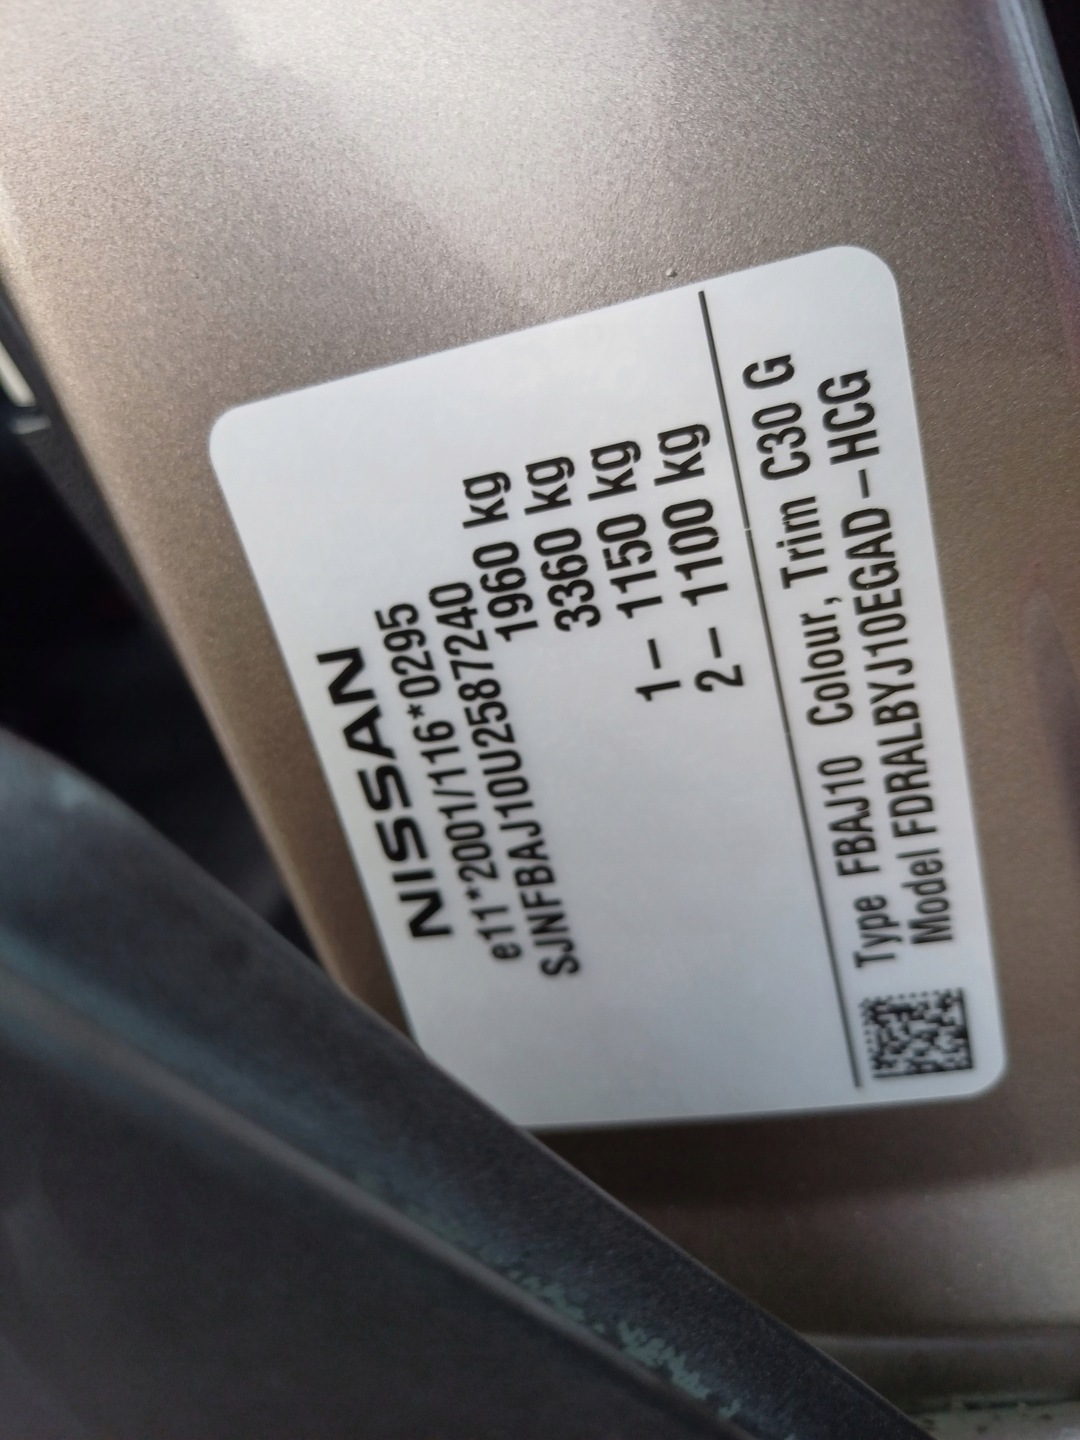 NISSAN
e11*2001/116*0295
SJNFBAJ10U2587240
1960 kg
3360 kg
1- 1150 kg
2- 1100 kg
Type FBAJ10 Colour, Trim C30 G
Model FDRALBYJ10EGAD-HCG